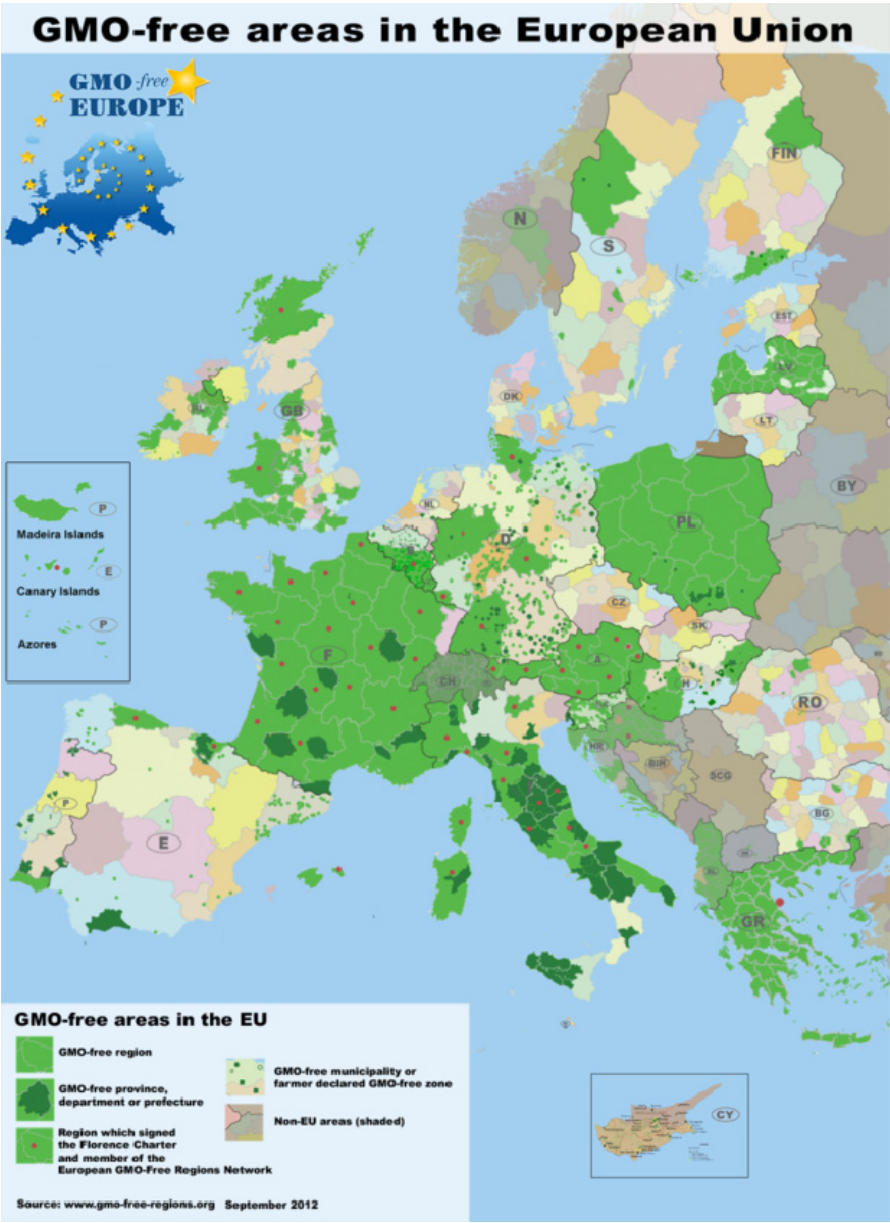 GMO-free areas in the European Union
GMO-free
EUROPE
FIN
N
S
EST
LV
DK
GB
LT
BY
NL
PL
D
B
P
Madeira Islands
E
Canary Islands
P
Azores
CZ
SK
F
A
CH
H
RO
HR
BIH
SCG
P
E
BG
GR
GMO-free areas in the EU
GMO-free region
GMO-free province,
department or prefecture
Region which signed
the Florence Charter
and member of the
European GMO-Free Regions Network
GMO-free municipality or
farmer declared GMO-free zone
Non-EU areas (shaded)
CY
Source: www.gmo-free-regions.org September 2012